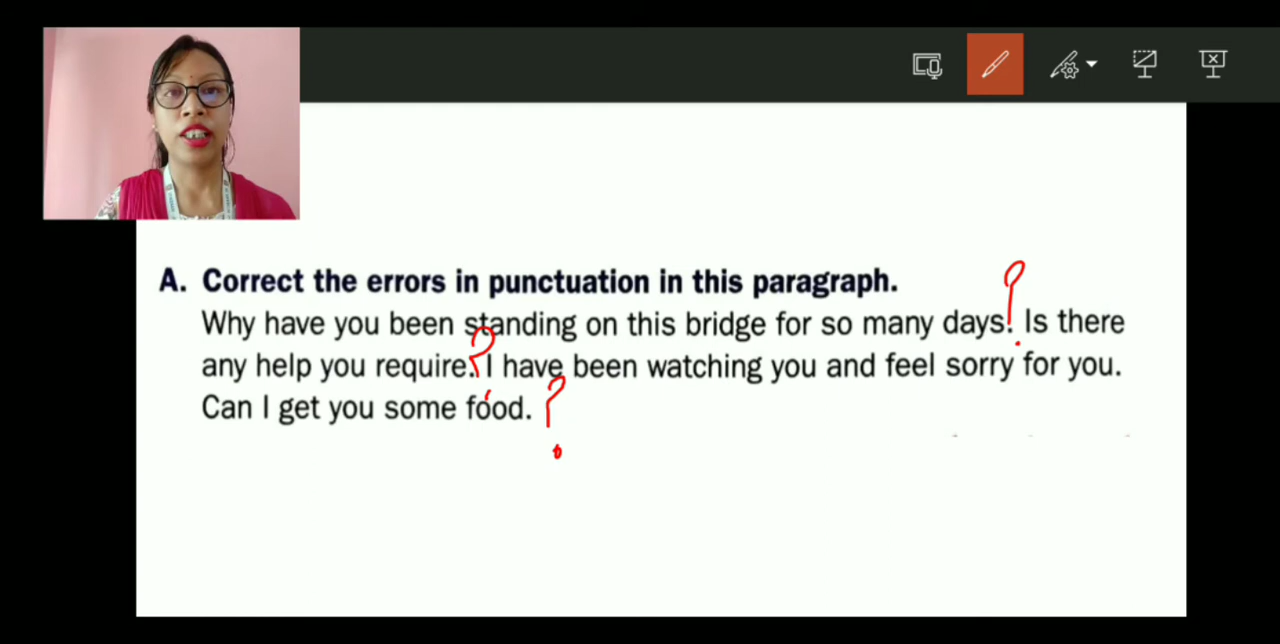 A. Correct the errors in punctuation in this paragraph.
Why have you been standing on this bridge for so many days! ? Is there
any help you require. ? I have been watching you and feel sorry for you.
Can I get you some food. ?